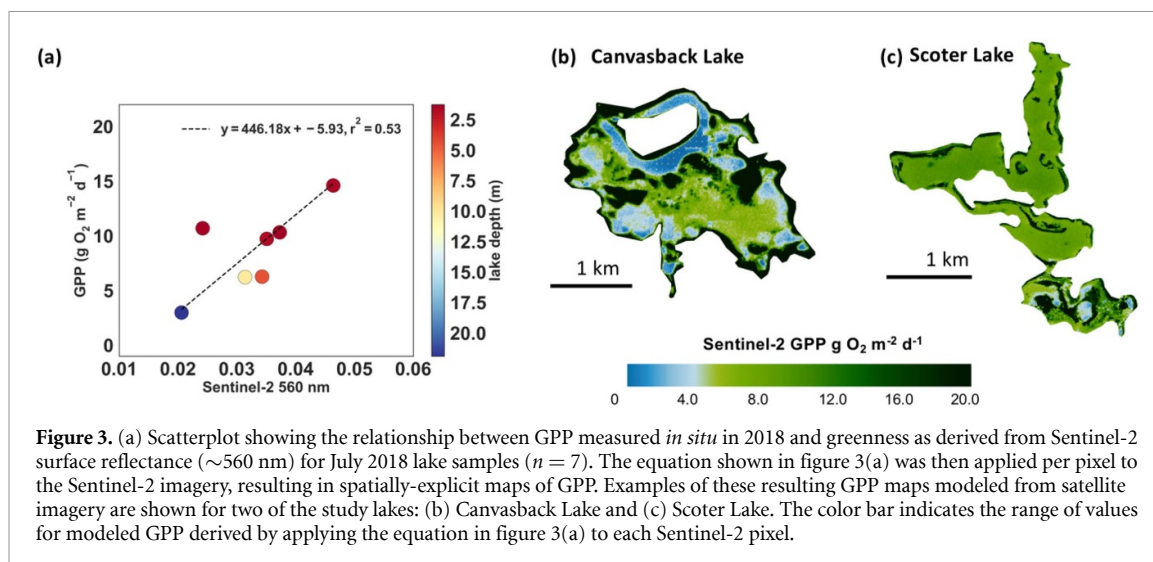 (a)
y = 446.18x + − 5.93, r² = 0.53
GPP (g O₂ m⁻² d⁻¹)
20
15
10
5
0
0.01 0.02 0.03 0.04 0.05 0.06
Sentinel-2 560 nm
2.5
5.0
7.5
10.0
12.5
15.0
17.5
20.0
lake depth (m)
(b) Canvasback Lake
1 km
(c) Scoter Lake
1 km
Sentinel-2 GPP g O₂ m⁻² d⁻¹
0 4.0 8.0 12.0 16.0 20.0
Figure 3. (a) Scatterplot showing the relationship between GPP measured in situ in 2018 and greenness as derived from Sentinel-2
surface reflectance (∼560 nm) for July 2018 lake samples (n = 7). The equation shown in figure 3(a) was then applied per pixel to
the Sentinel-2 imagery, resulting in spatially-explicit maps of GPP. Examples of these resulting GPP maps modeled from satellite
imagery are shown for two of the study lakes: (b) Canvasback Lake and (c) Scoter Lake. The color bar indicates the range of values
for modeled GPP derived by applying the equation in figure 3(a) to each Sentinel-2 pixel.